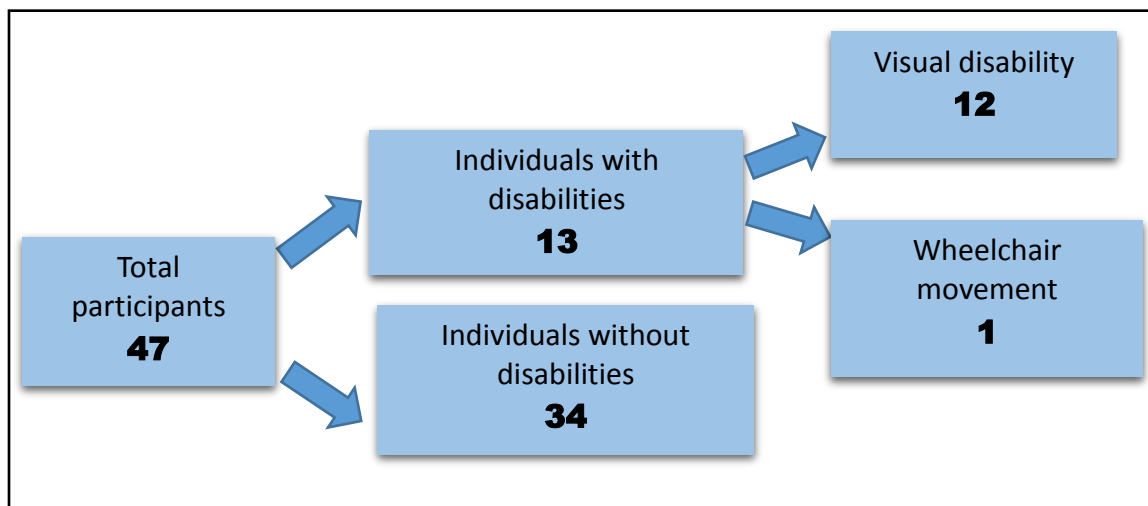 Total
participants
47
Individuals with
disabilities
13
Individuals without
disabilities
34
Visual disability
12
Wheelchair
movement
1